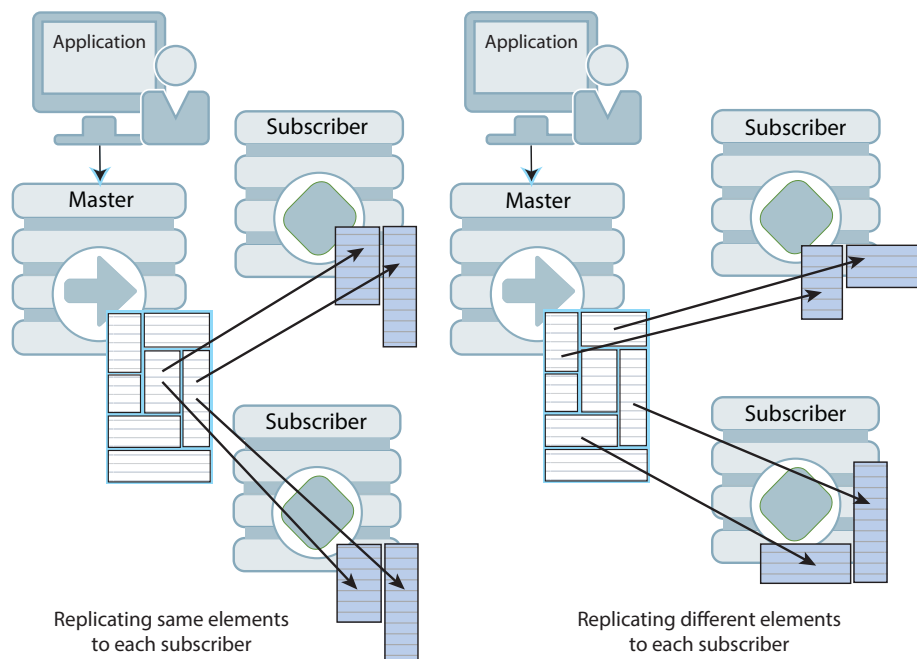 Application
Subscriber
Master
Subscriber
Replicating same elements
to each subscriber
Application
Subscriber
Master
Subscriber
Replicating different elements
to each subscriber